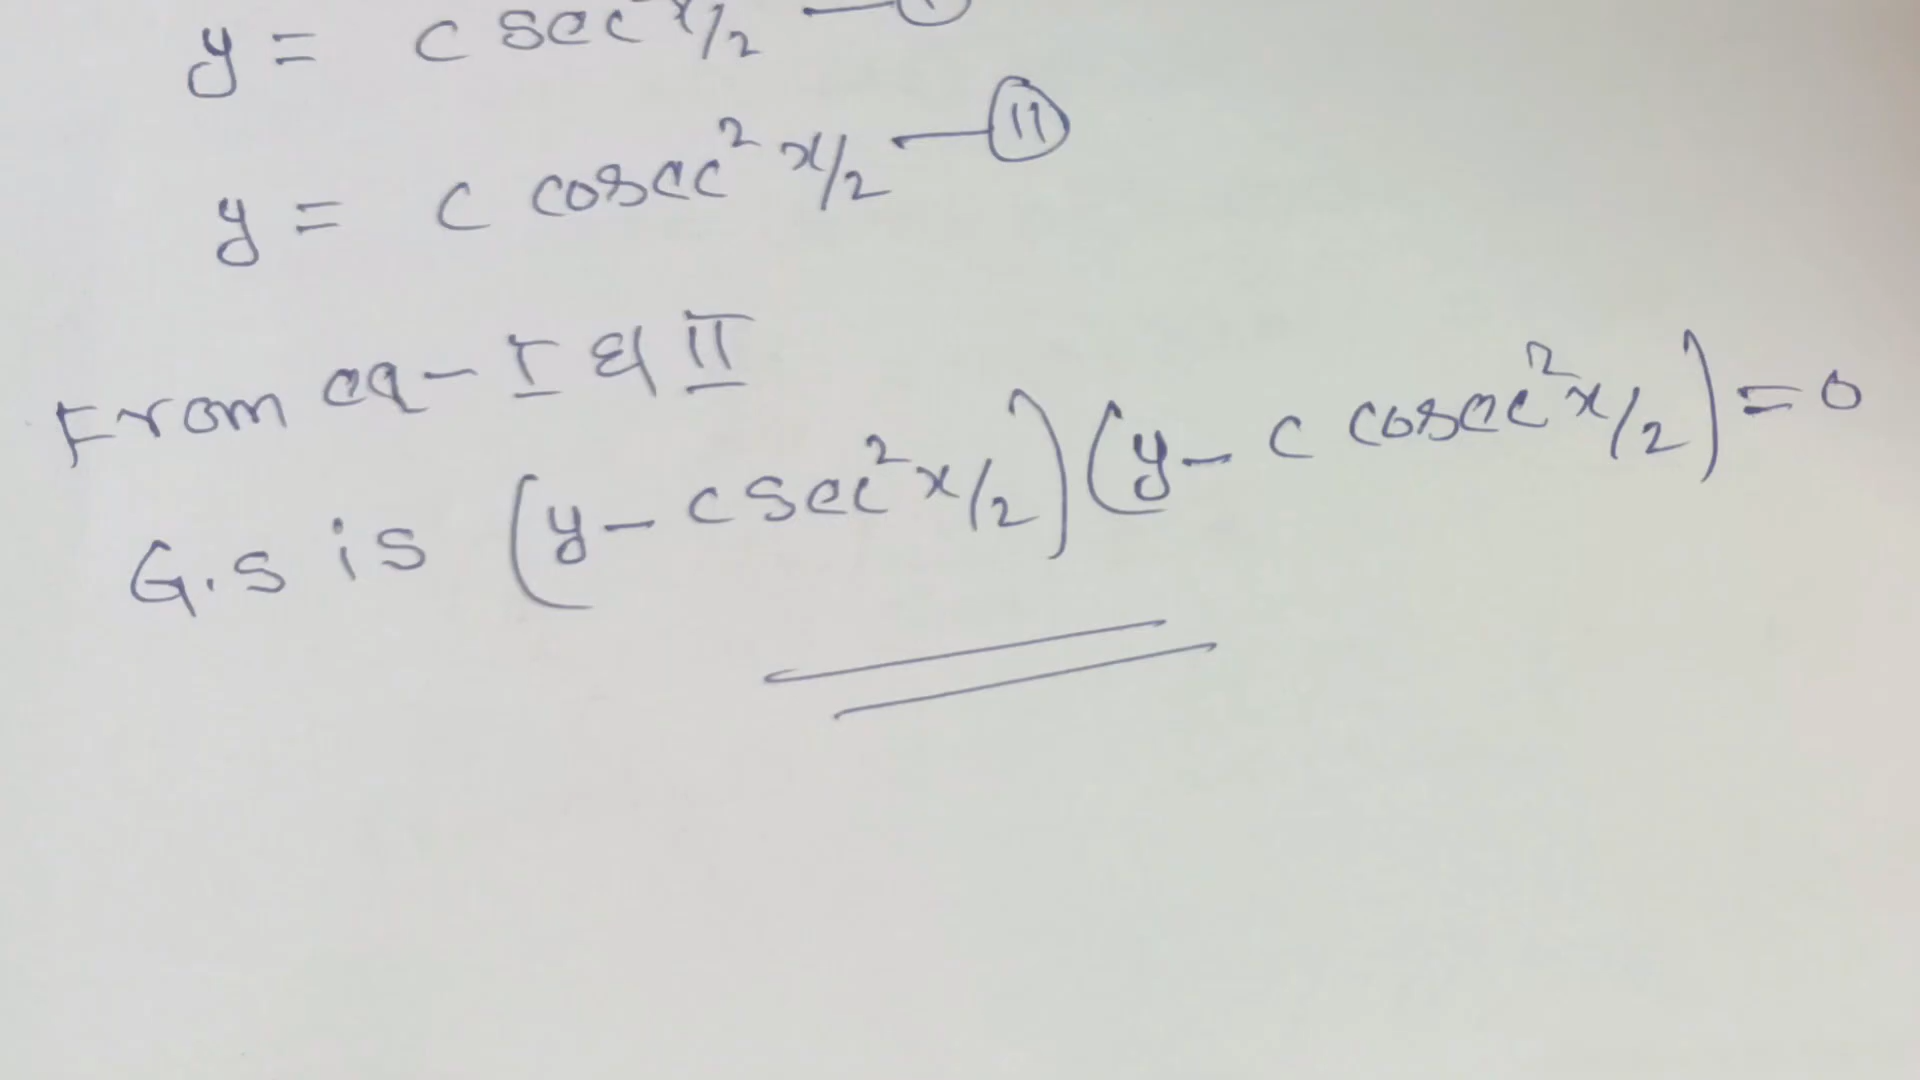 y = c sec x/2 —
y = c cosec² x/2 — (II)
From eq- I & II
G.s is (y - c sec² x/2)(y - c cosec² x/2) = 0